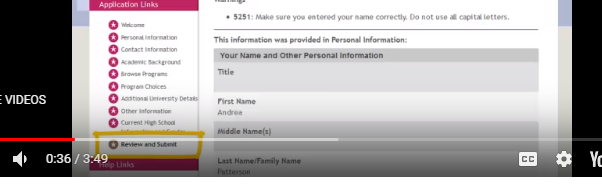 Application Links
Welcome
Personal Information
Contact Information
Academic Background
Browse Programs
Program Choices
Additional University Details
Other Information
Current High School
Review and Submit
Help Links
5251: Make sure you entered your name correctly. Do not use all capital letters.
This information was provided in Personal Information:
Your Name and Other Personal Information
Title
First Name
Andrea
Middle Name(s)
Last Name/Family Name
Patterson
E VIDEOS
0:36 / 3:49
CC